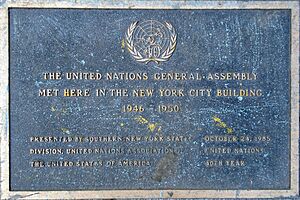 THE UNITED NATIONS GENERAL ASSEMBLY
MET HERE IN THE NEW YORK CITY BUILDING
1946-1950
PRESENTED BY SOUTHERN NEW YORK STATE
DIVISION, UNITED NATIONS ASSOCIATION
THE UNITED STATES OF AMERICA
OCTOBER 24, 1985
UNITED NATIONS
40TH YEAR